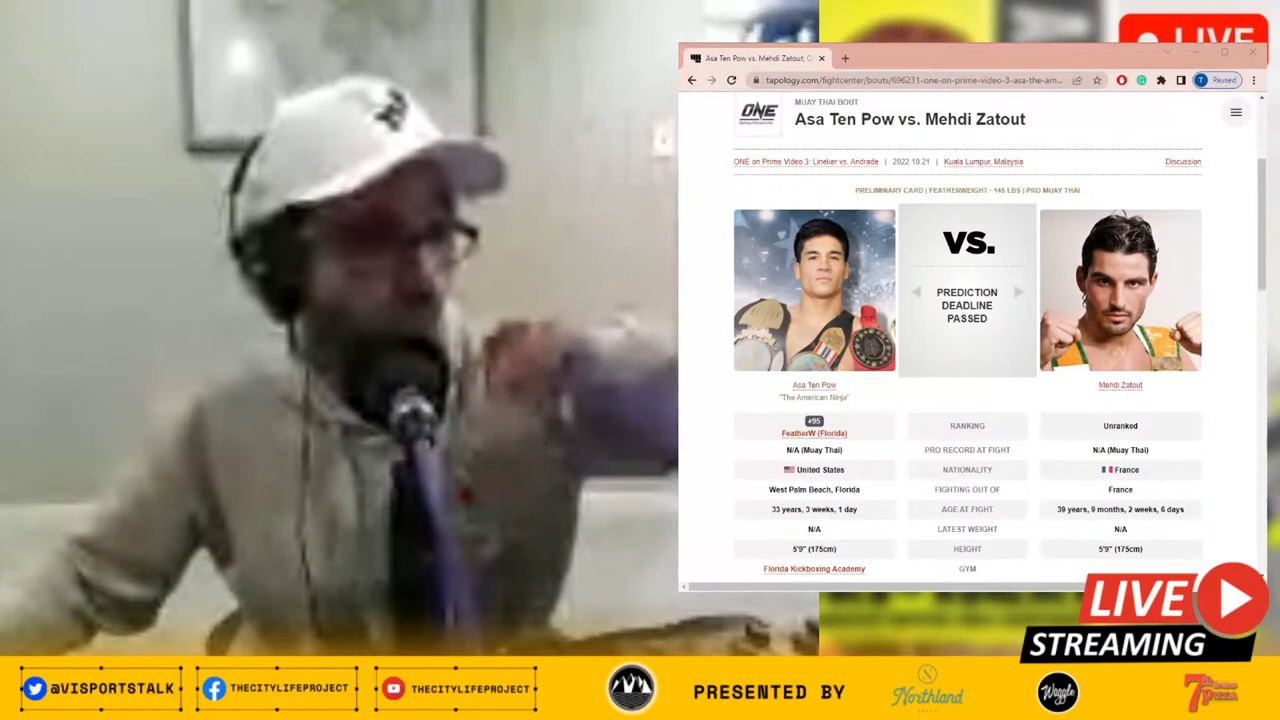 LIVE
Asa Ten Pow vs. Mehdi Zatout, O
tapology.com/fightcenter/bouts/696231-one-on-prime-video-3-asa-the-am...
Paused
ONE
MUAY THAI BOUT
Asa Ten Pow vs. Mehdi Zatout
ONE on Prime Video 3: Lineker vs. Andrade | 2022.10.21 | Kuala Lumpur, Malaysia
Discussion
PRELIMINARY CARD | FEATHERWEIGHT · 145 LBS | PRO MUAY THAI
VS.
PREDICTION
DEADLINE
PASSED
Asa Ten Pow
Mehdi Zatout
"The American Ninja"
#95
FeatherW (Florida)
RANKING
Unranked
N/A (Muay Thai)
PRO RECORD AT FIGHT
N/A (Muay Thai)
United States
NATIONALITY
France
West Palm Beach, Florida
FIGHTING OUT OF
France
33 years, 3 weeks, 1 day
AGE AT FIGHT
39 years, 9 months, 2 weeks, 6 days
N/A
LATEST WEIGHT
N/A
5'9" (175cm)
HEIGHT
5'9" (175cm)
Florida Kickboxing Academy
GYM
LIVE
STREAMING
@VISPORTSTALK
THECITYLIFEPROJECT
THECITYLIFEPROJECT
PRESENTED BY
Northland
Waggle